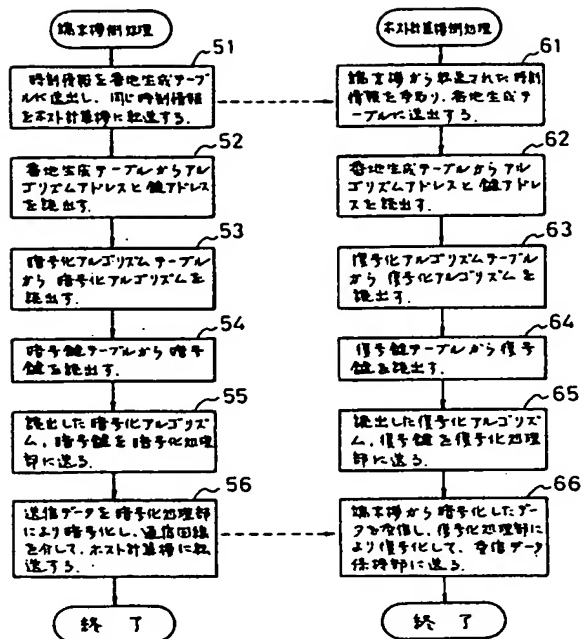 端末機側処理
51
時刻情報を番地生成テーブ
ルに送出し、同じ時刻情報
をホスト計算機に転送する.
52
番地生成テーブルからアル
ゴリズムアドレスと鍵アドレス
を読出す.
53
暗号化アルゴリズムテーブル
から暗号化アルゴリズムを
読出す.
54
暗号鍵テーブルから暗号
鍵を読出す.
55
読出した暗号化アルゴリズ
ム、暗号鍵を暗号化処理
部に送る.
56
送信データを暗号化処理部
により暗号化し、通信回線
を介して、ホスト計算機に転
送する.
終了
ホスト計算機側処理
61
端末機から転送された時刻
情報を受取り、番地生成テ
ーブルに送出する.
62
番地生成テーブルからアルゴ
リズムアドレスと鍵アドレ
スを読出す.
63
復号化アルゴリズムテーブル
から復号化アルゴリズムを
読出す.
64
復号鍵テーブルから復号
鍵を読出す.
65
読出した復号化アルゴリズ
ム、復号鍵を復号化処理
部に送る.
66
端末機から暗号化したデー
タを受信し、復号化処理部に
より復号化して、受信データ
保持部に送る.
終了